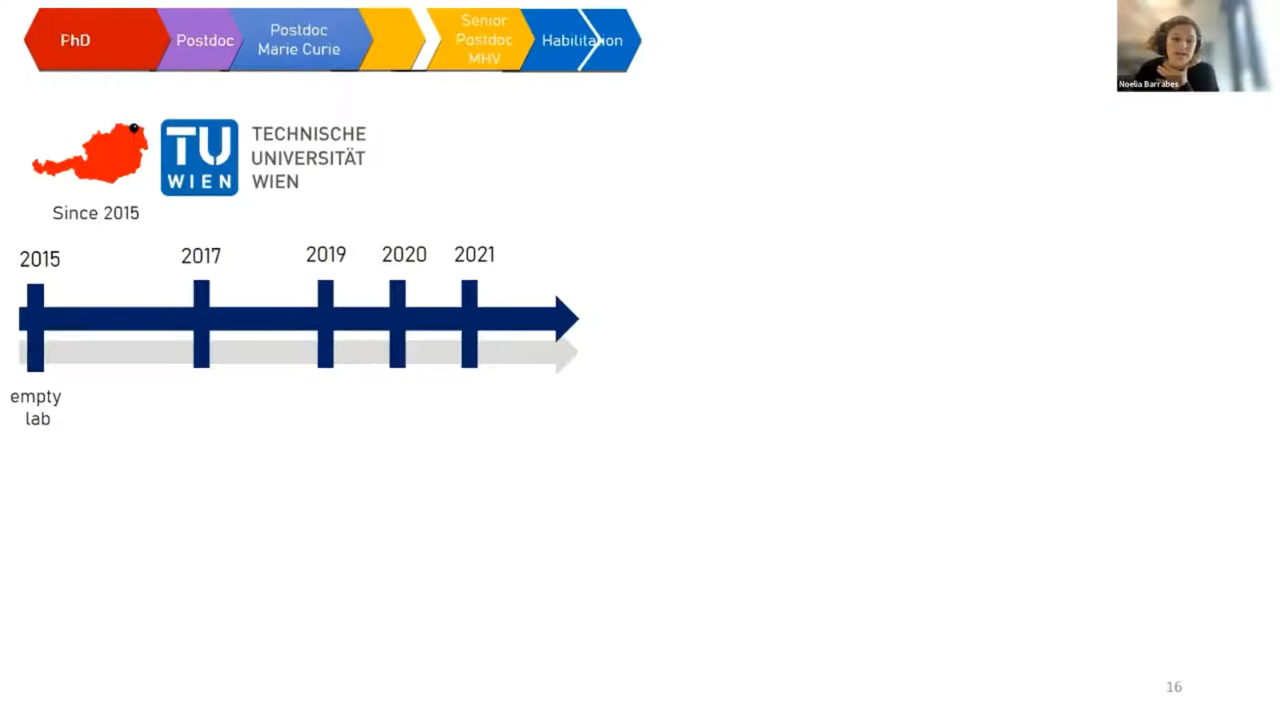 PhD
Postdoc
Postdoc
Marie Curie
Senior
Postdoc
MHV
Habilitation
Noelia Barrabes
TU
WIEN
TECHNISCHE
UNIVERSITÄT
WIEN
Since 2015
2015
2017
2019
2020
2021
empty
lab
16